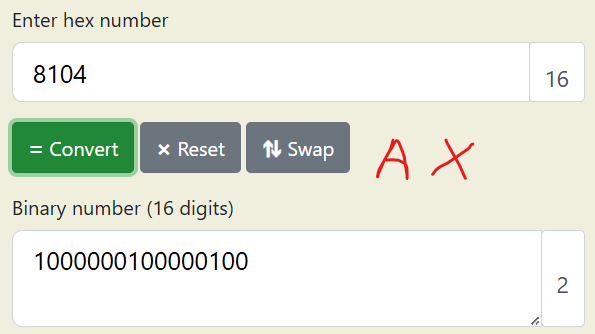 Enter hex number
8104 16
= Convert × Reset ⇅ Swap A X
Binary number (16 digits)
1000000100000100 2